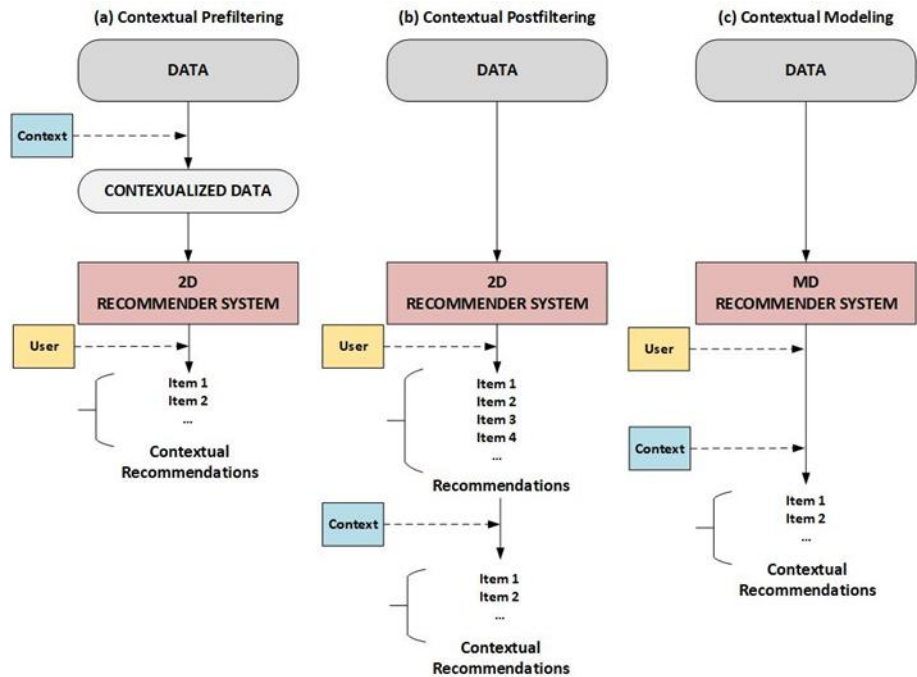 (a) Contextual Prefiltering
DATA
Context
CONTEXUALIZED DATA
2D
RECOMMENDER SYSTEM
User
Item 1
Item 2
...
Contextual
Recommendations
(b) Contextual Postfiltering
DATA
2D
RECOMMENDER SYSTEM
User
Item 1
Item 2
Item 3
Item 4
...
Recommendations
Context
Item 1
Item 2
...
Contextual
Recommendations
(c) Contextual Modeling
DATA
MD
RECOMMENDER SYSTEM
User
Context
Item 1
Item 2
...
Contextual
Recommendations